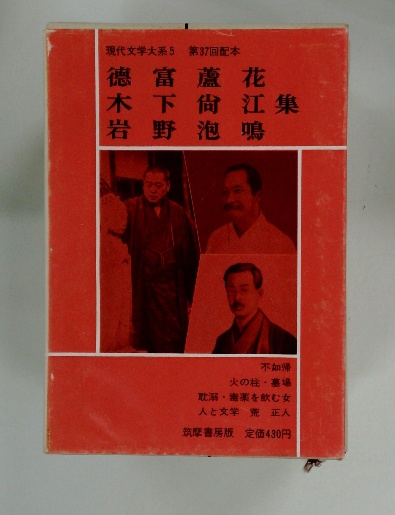 現代文学大系5 第37回配本
徳冨蘆花
木下尚江集
岩野泡鳴
不如帰
火の柱・墓場
耽溺・毒薬を飲む女
人と文学 荒正人
筑摩書房版 定価430円